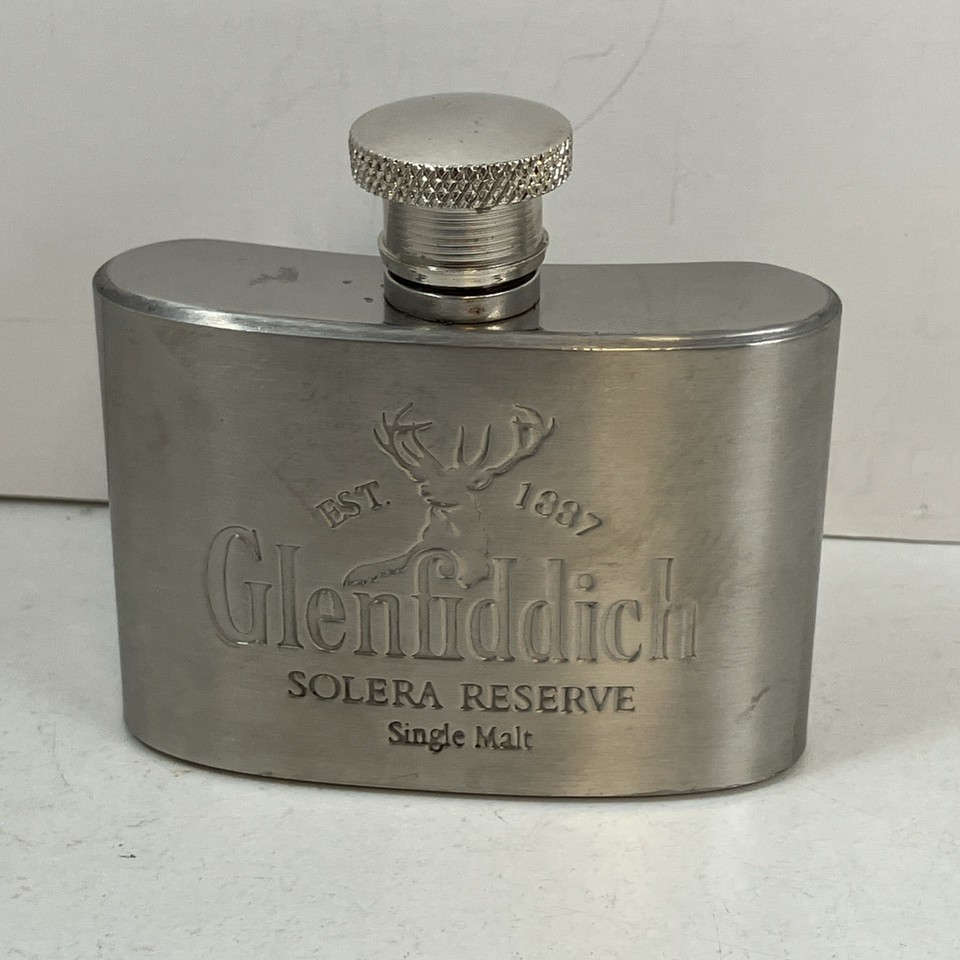 EST. 1887
Glenfiddich
SOLERA RESERVE
Single Malt